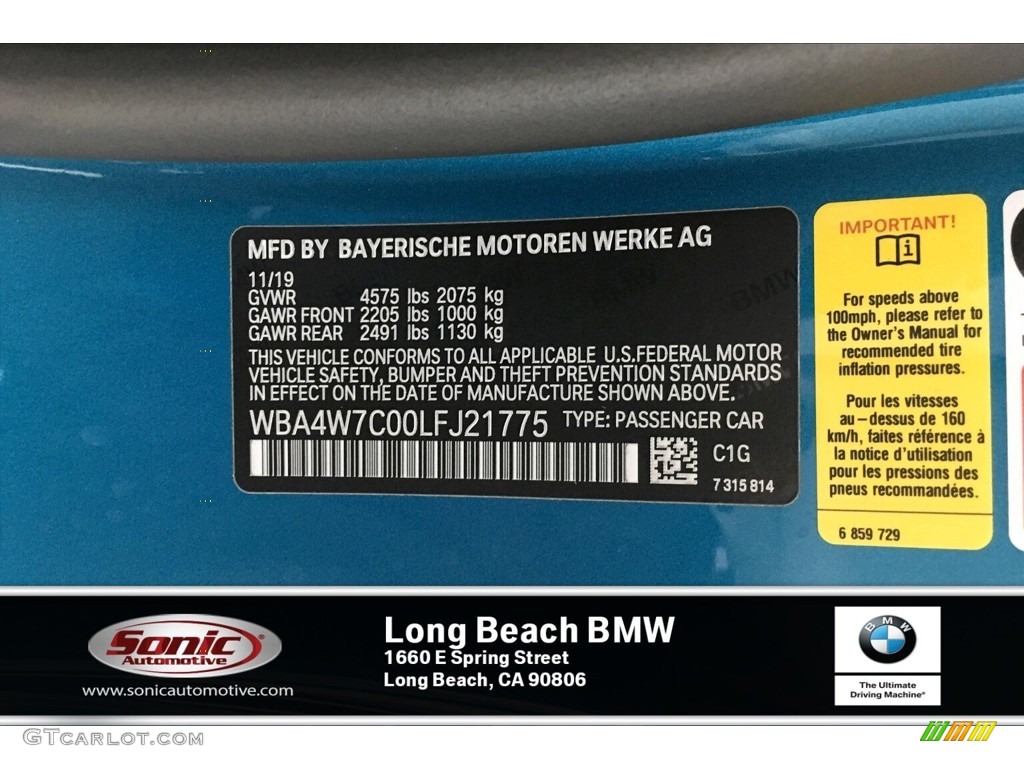 MFD BY BAYERISCHE MOTOREN WERKE AG
11/19
GVWR 4575 lbs 2075 kg
GAWR FRONT 2205 lbs 1000 kg
GAWR REAR 2491 lbs 1130 kg
THIS VEHICLE CONFORMS TO ALL APPLICABLE U.S.FEDERAL MOTOR
VEHICLE SAFETY, BUMPER AND THEFT PREVENTION STANDARDS
IN EFFECT ON THE DATE OF MANUFACTURE SHOWN ABOVE.
WBA4W7C00LFJ21775 TYPE: PASSENGER CAR
C1G
7 315 814
IMPORTANT!
For speeds above
100mph, please refer to
the Owner's Manual for
recommended tire
inflation pressures.
Pour les vitesses
au-dessus de 160
km/h, faites référence à
la notice d'utilisation
pour les pressions des
pneus recommandées.
6 859 729
Sonic
Automotive
www.sonicautomotive.com
Long Beach BMW
1660 E Spring Street
Long Beach, CA 90806
BMW
The Ultimate
Driving Machine®
GTcarlot.com